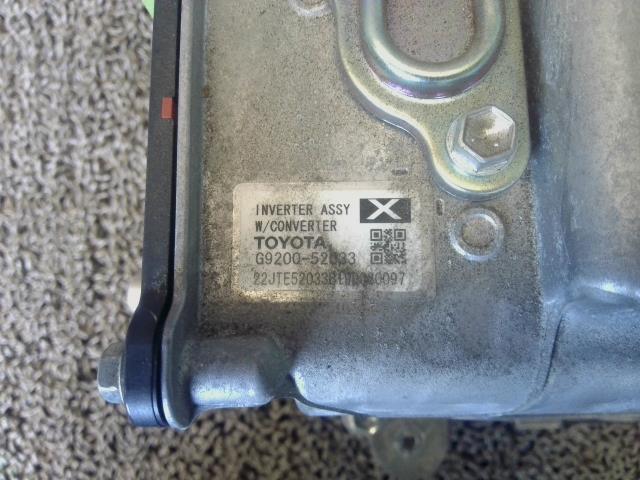 INVERTER ASSY X
W/CONVERTER
TOYOTA
G9200-52033